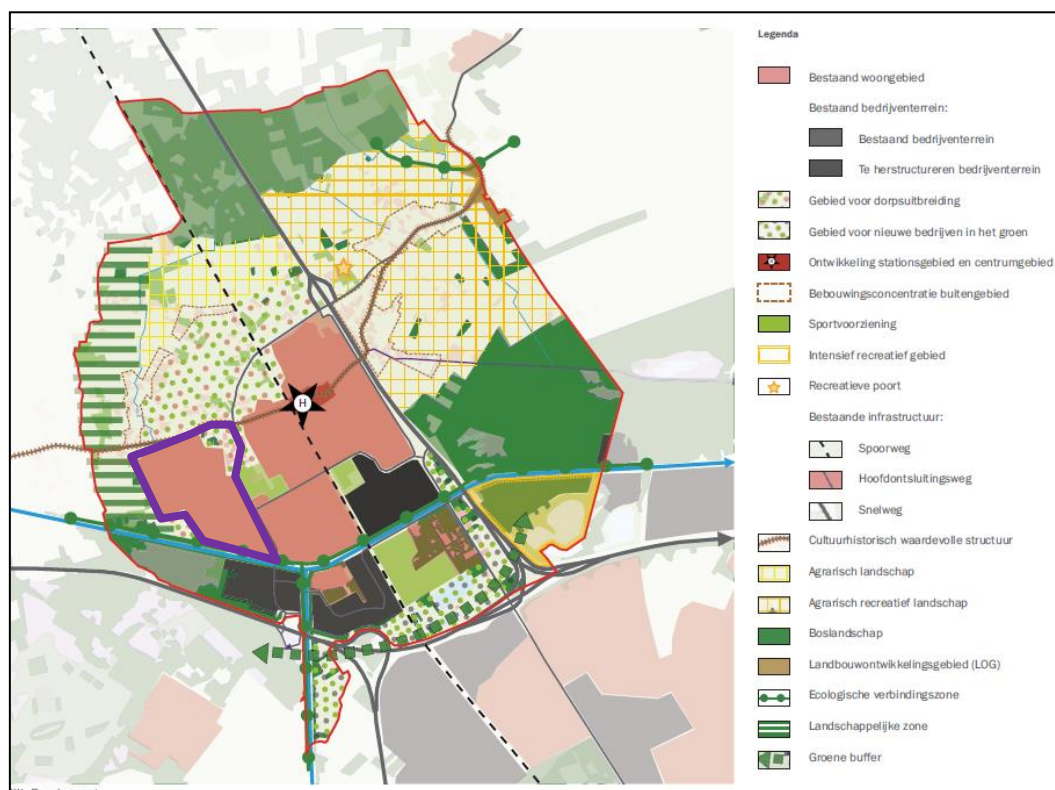 Legenda
Bestaand woongebied
Bestaand bedrijventerrein:
Bestaand bedrijventerrein
Te herstructureren bedrijventerrein
Gebied voor dorpsuitbreiding
Gebied voor nieuwe bedrijven in het groen
H
Ontwikkeling stationsgebied en centrumgebied
Bebouwingsconcentratie buitengebied
Sportvoorziening
Intensief recreatief gebied
Recreatieve poort
Bestaande infrastructuur:
Spoorweg
Hoofdontsluitingsweg
Snelweg
Cultuurhistorisch waardevolle structuur
Agrarisch landschap
Agrarisch recreatief landschap
Boslandschap
Landbouwontwikkelingsgebied (LOG)
Ecologische verbindingszone
Landschappelijke zone
Groene buffer
H